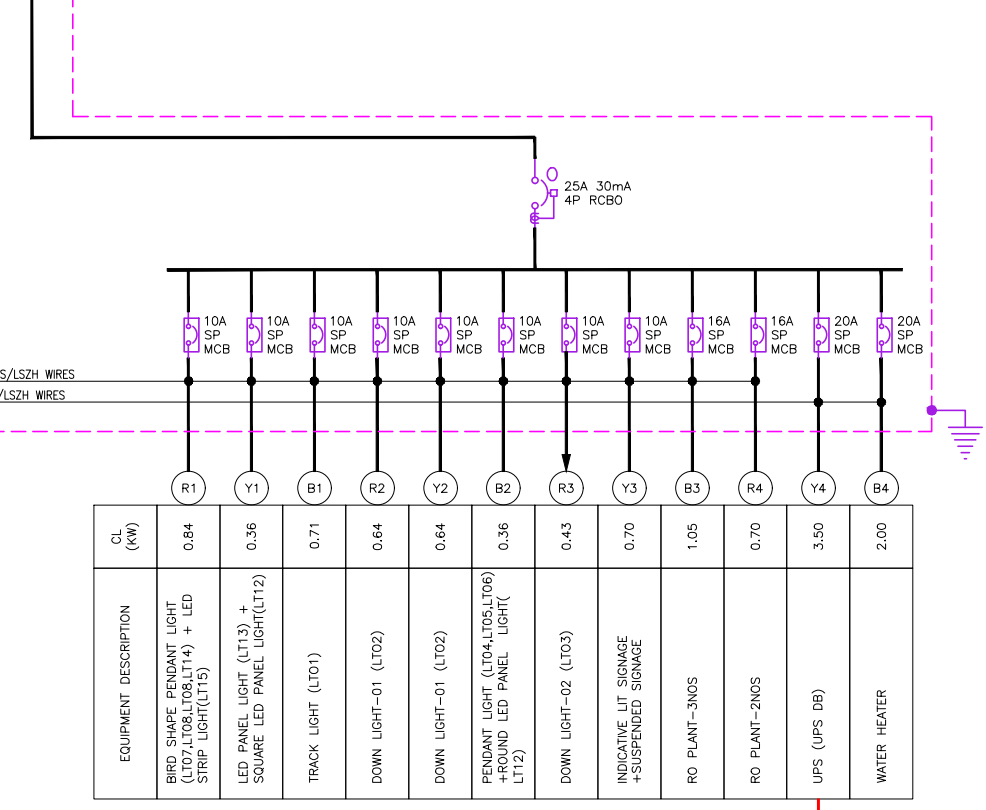 25A 30mA
4P RCBO
10A
SP
MCB
10A
SP
MCB
10A
SP
MCB
10A
SP
MCB
10A
SP
MCB
10A
SP
MCB
10A
SP
MCB
10A
SP
MCB
16A
SP
MCB
16A
SP
MCB
20A
SP
MCB
20A
SP
MCB
S/LSZH WIRES
/LSZH WIRES
R1
Y1
B1
R2
Y2
B2
R3
Y3
B3
R4
Y4
B4
CL
(KW)
0.84
0.36
0.71
0.64
0.64
0.36
0.43
0.70
1.05
0.70
3.50
2.00
EQUIPMENT DESCRIPTION
BIRD SHAPE PENDANT LIGHT
(LT07,LT08,LT08,LT14) + LED
STRIP LIGHT(LT15)
LED PANEL LIGHT (LT13) +
SQUARE LED PANEL LIGHT(LT12)
TRACK LIGHT (LT01)
DOWN LIGHT-01 (LT02)
DOWN LIGHT-01 (LT02)
PENDANT LIGHT (LT04,LT05,LT06)
+ROUND LED PANEL LIGHT(
LT12)
DOWN LIGHT-02 (LT03)
INDICATIVE LIT SIGNAGE
+SUSPENDED SIGNAGE
RO PLANT-3NOS
RO PLANT-2NOS
UPS (UPS DB)
WATER HEATER